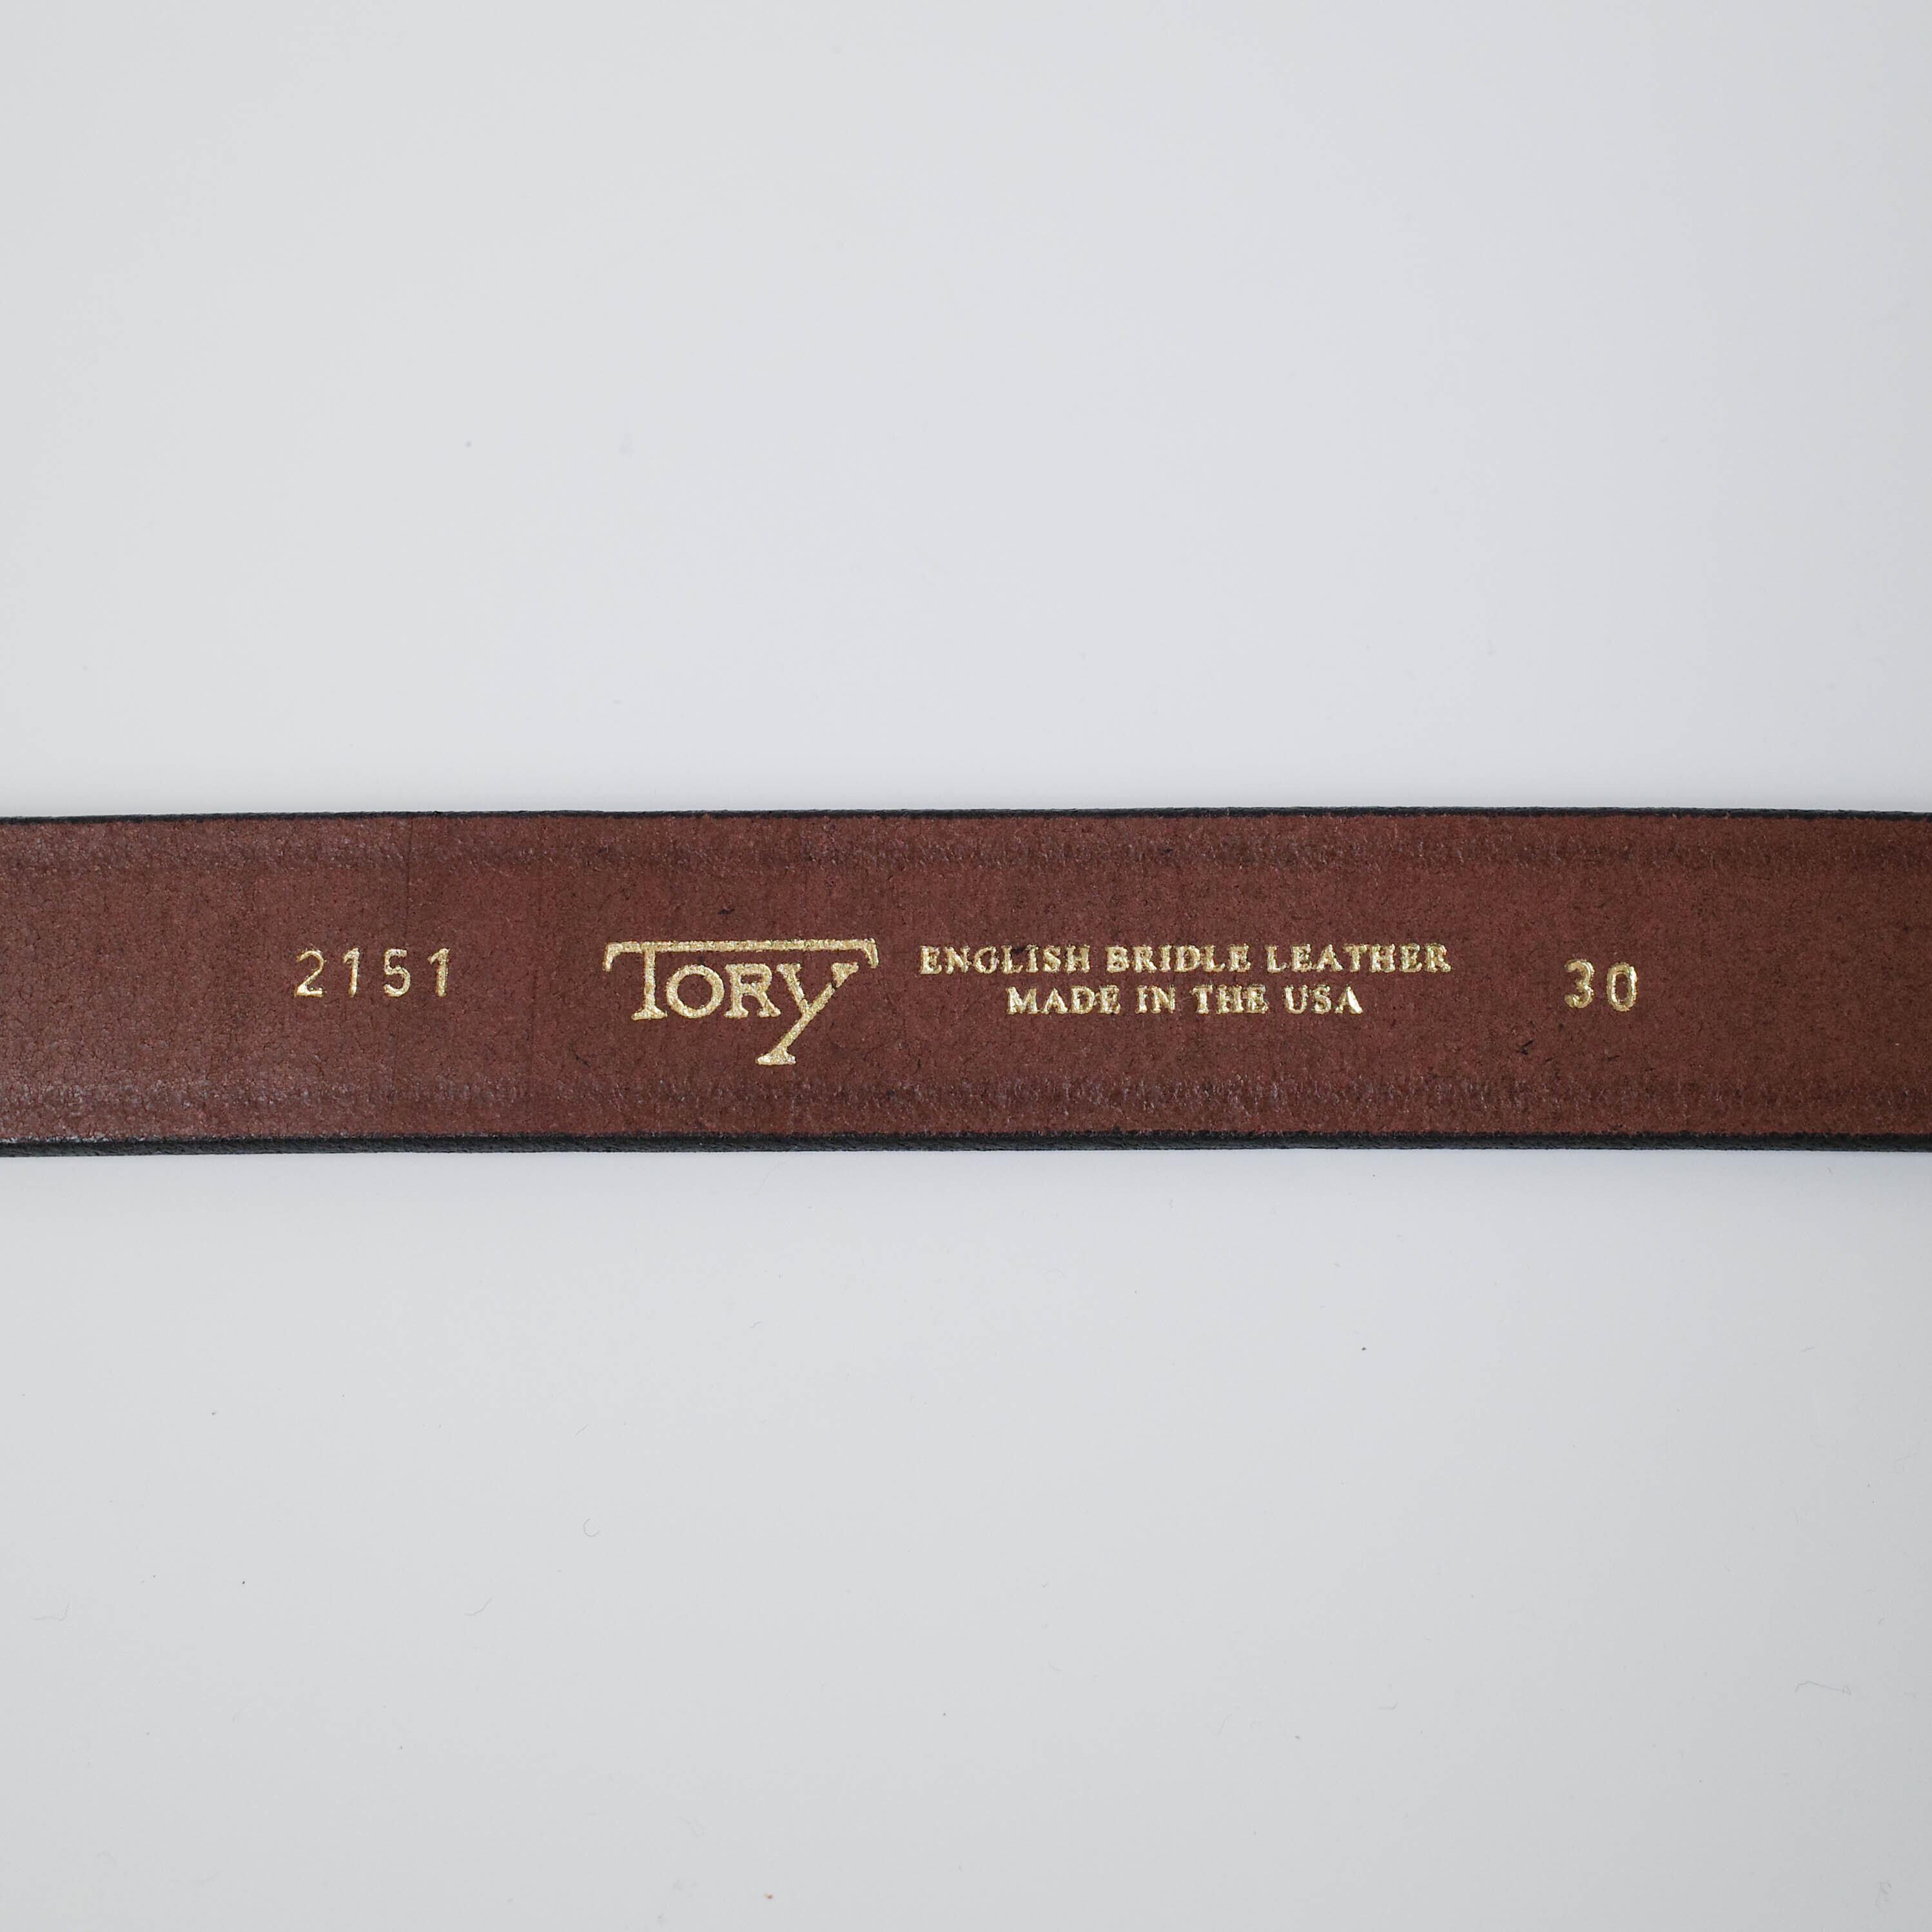 2151
TORY
ENGLISH BRIDLE LEATHER
MADE IN THE USA
30